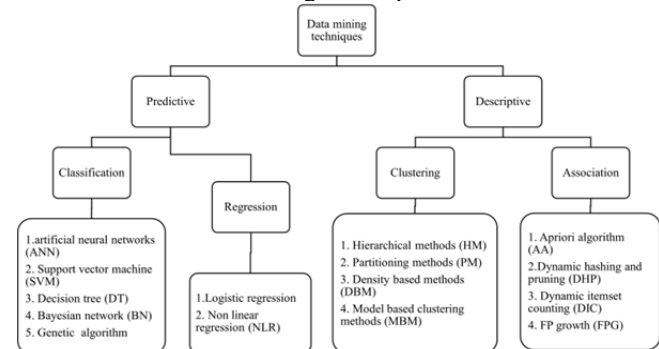 Data mining
techniques
Predictive
Descriptive
Classification
Regression
Clustering
Association
1.artificial neural networks
(ANN)
2. Support vector machine
(SVM)
3. Decision tree (DT)
4. Bayesian network (BN)
5. Genetic algorithm
1.Logistic regression
2. Non linear
regression (NLR)
1. Hierarchical methods (HM)
2. Partitioning methods (PM)
3. Density based methods
(DBM)
4. Model based clustering
methods (MBM)
1. Apriori algorithm
(AA)
2.Dynamic hashing and
pruning (DHP)
3. Dynamic itemset
counting (DIC)
4. FP growth (FPG)